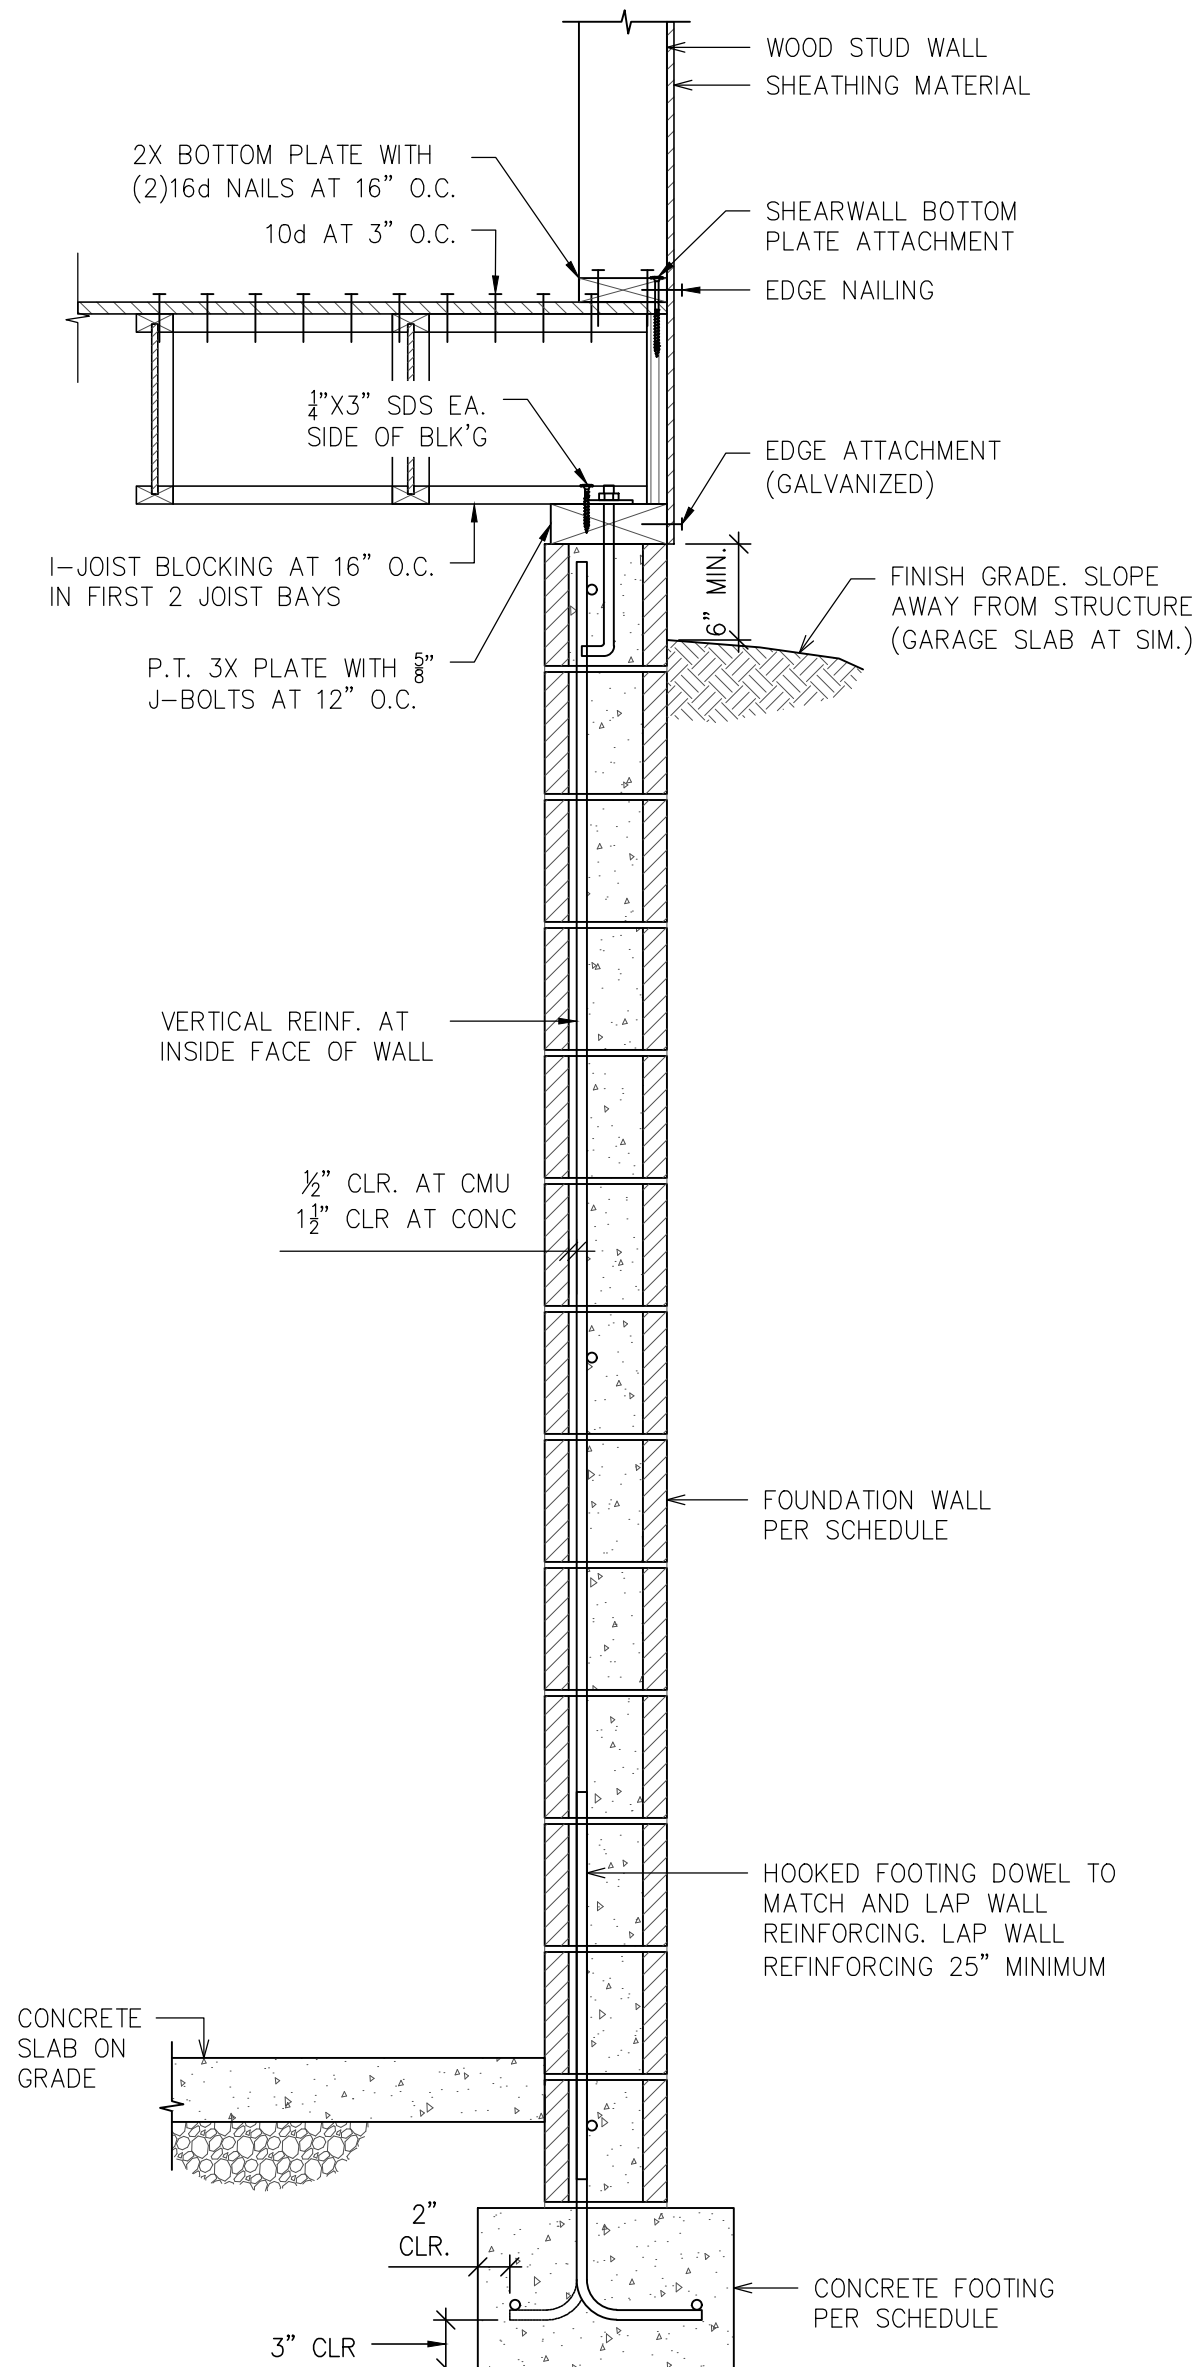 WOOD STUD WALL
SHEATHING MATERIAL
2X BOTTOM PLATE WITH
(2)16d NAILS AT 16" O.C.
10d AT 3" O.C.
SHEARWALL BOTTOM
PLATE ATTACHMENT
EDGE NAILING
¼"X3" SDS EA.
SIDE OF BLK'G
EDGE ATTACHMENT
(GALVANIZED)
I-JOIST BLOCKING AT 16" O.C.
IN FIRST 2 JOIST BAYS
6" MIN.
FINISH GRADE. SLOPE
AWAY FROM STRUCTURE
(GARAGE SLAB AT SIM.)
P.T. 3X PLATE WITH ⅝"
J-BOLTS AT 12" O.C.
VERTICAL REINF. AT
INSIDE FACE OF WALL
½" CLR. AT CMU
1½" CLR AT CONC
FOUNDATION WALL
PER SCHEDULE
HOOKED FOOTING DOWEL TO
MATCH AND LAP WALL
REINFORCING. LAP WALL
REFINFORCING 25" MINIMUM
CONCRETE
SLAB ON
GRADE
2"
CLR.
CONCRETE FOOTING
PER SCHEDULE
3" CLR